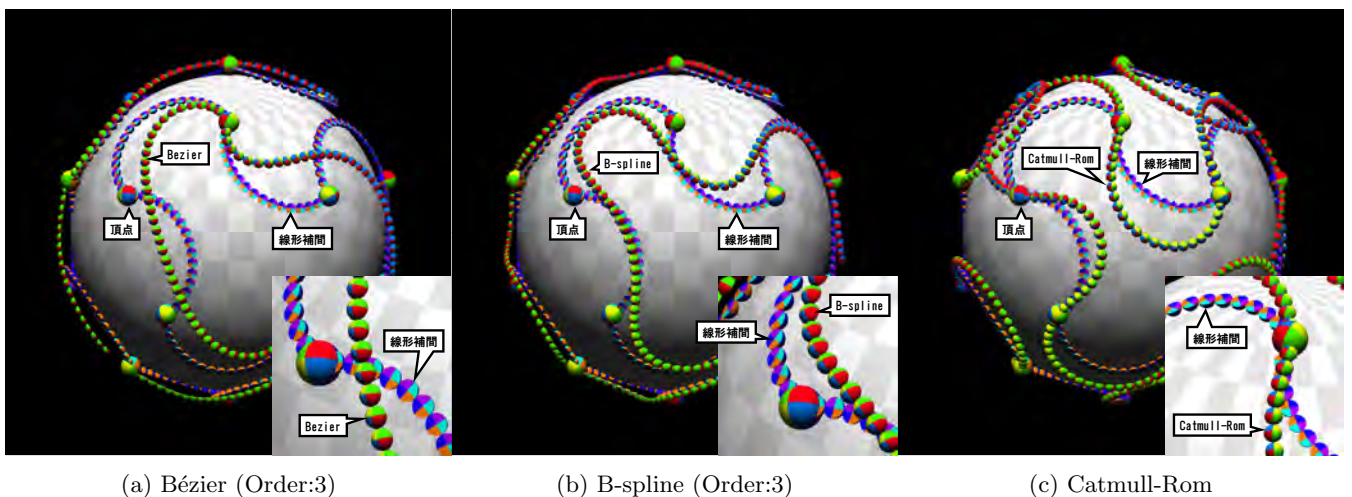 Bezier
頂点
線形補間
線形補間
Bezier
B-spline
頂点
線形補間
B-spline
線形補間
Catmull-Rom
線形補間
頂点
線形補間
Catmull-Rom
(a) Bézier (Order:3)
(b) B-spline (Order:3)
(c) Catmull-Rom